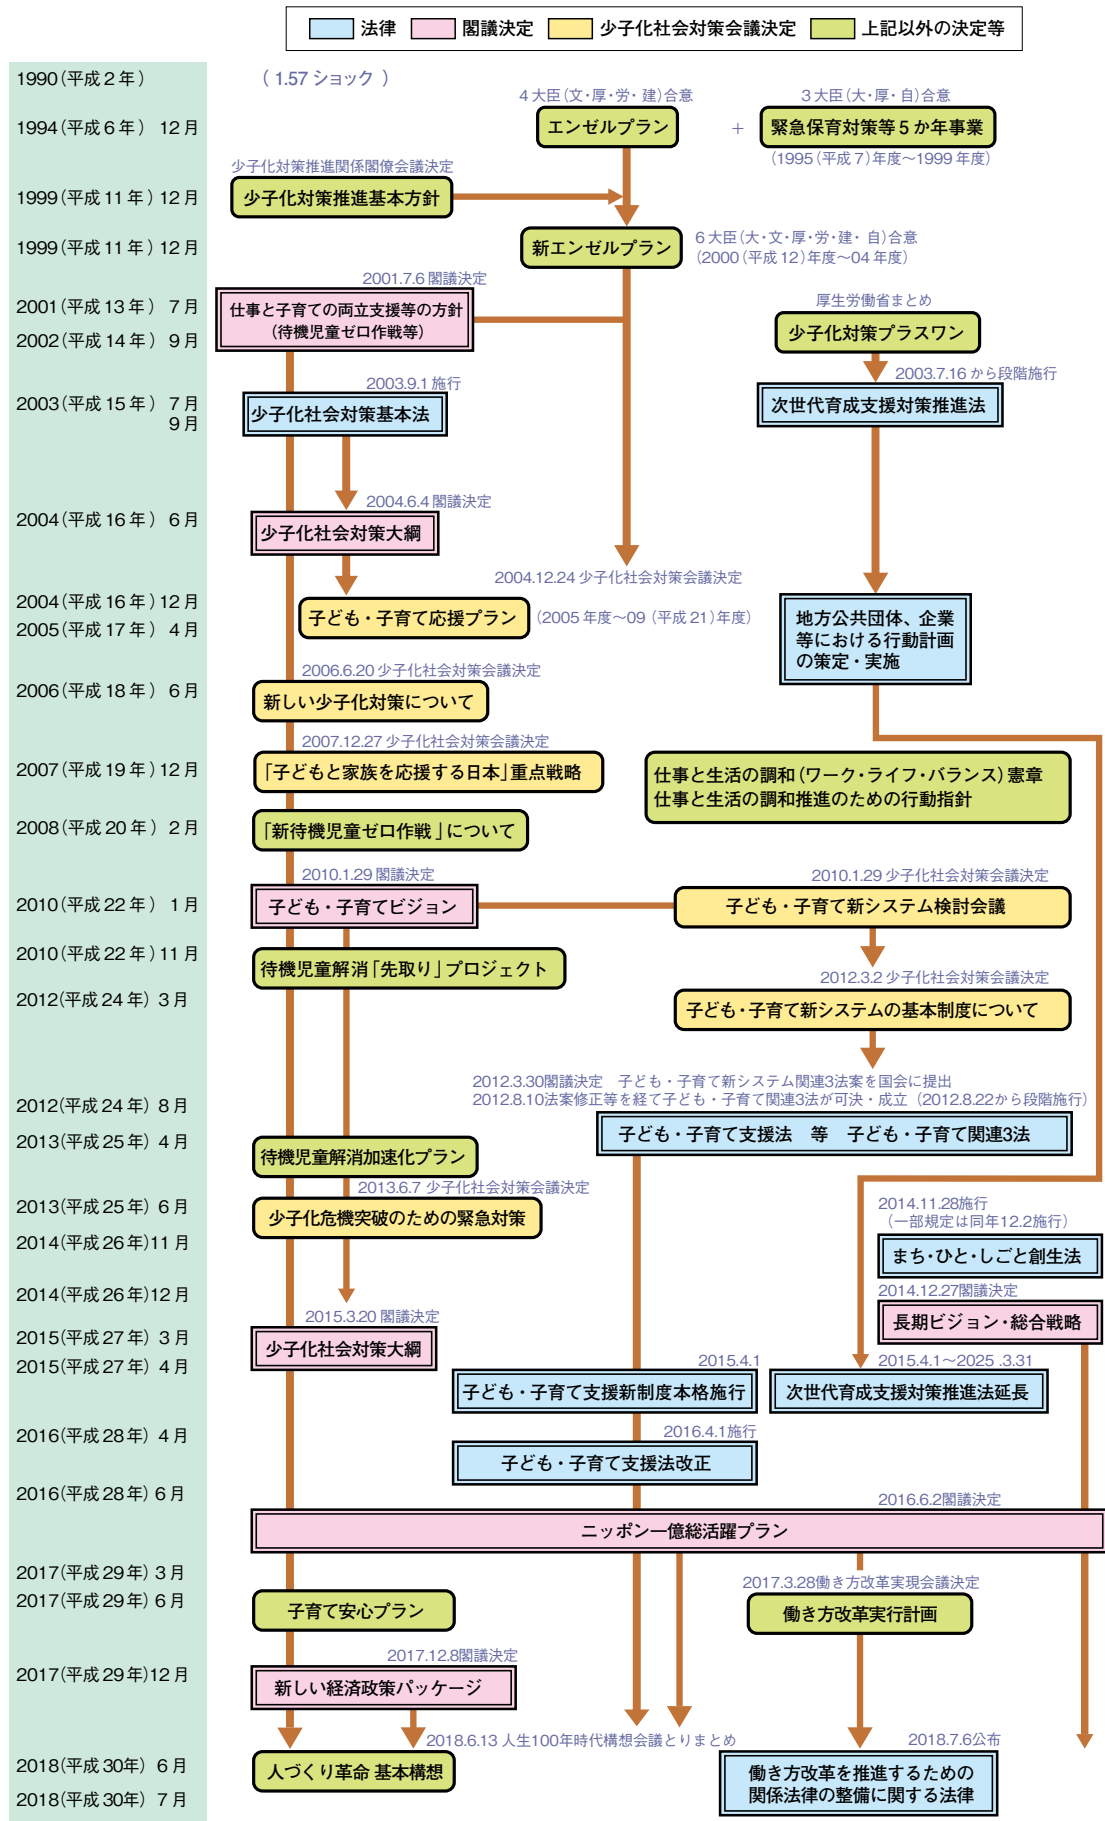 法律 閣議決定 少子化社会対策会議決定 上記以外の決定等
1990(平成2年)
(1.57ショック)
4大臣(文・厚・労・建)合意
3大臣(大・厚・自)合意
1994(平成6年)12月
エンゼルプラン
+
緊急保育対策等5か年事業
(1995(平成7)年度～1999年度)
少子化対策推進関係閣僚会議決定
1999(平成11年)12月
少子化対策推進基本方針
1999(平成11年)12月
新エンゼルプラン
6大臣(大・文・厚・労・建・自)合意
(2000(平成12)年度～04年度)
2001.7.6 閣議決定
2001(平成13年)7月
仕事と子育ての両立支援等の方針
(待機児童ゼロ作戦等)
厚生労働省まとめ
2002(平成14年)9月
少子化対策プラスワン
2003.9.1 施行
2003.7.16 から段階施行
2003(平成15年)7月
9月
少子化社会対策基本法
次世代育成支援対策推進法
2004.6.4 閣議決定
2004(平成16年)6月
少子化社会対策大綱
2004.12.24 少子化社会対策会議決定
2004(平成16年)12月
子ども・子育て応援プラン
(2005年度～09(平成21)年度)
2005(平成17年)4月
地方公共団体、企業
等における行動計画
の策定・実施
2006.6.20 少子化社会対策会議決定
2006(平成18年)6月
新しい少子化対策について
2007.12.27 少子化社会対策会議決定
2007(平成19年)12月
「子どもと家族を応援する日本」重点戦略
仕事と生活の調和(ワーク・ライフ・バランス)憲章
仕事と生活の調和推進のための行動指針
2008(平成20年)2月
「新待機児童ゼロ作戦」について
2010.1.29 閣議決定
2010.1.29 少子化社会対策会議決定
2010(平成22年)1月
子ども・子育てビジョン
子ども・子育て新システム検討会議
2010(平成22年)11月
待機児童解消「先取り」プロジェクト
2012.3.2 少子化社会対策会議決定
2012(平成24年)3月
子ども・子育て新システムの基本制度について
2012.3.30閣議決定 子ども・子育て新システム関連3法案を国会に提出
2012.8.10法案修正等を経て子ども・子育て関連3法が可決・成立(2012.8.22から段階施行)
2012(平成24年)8月
子ども・子育て支援法 等 子ども・子育て関連3法
2013(平成25年)4月
待機児童解消加速化プラン
2013.6.7 少子化社会対策会議決定
2013(平成25年)6月
少子化危機突破のための緊急対策
2014.11.28施行
(一部規定は同年12.2施行)
2014(平成26年)11月
まち・ひと・しごと創生法
2014(平成26年)12月
2014.12.27閣議決定
長期ビジョン・総合戦略
2015.3.20 閣議決定
2015(平成27年)3月
少子化社会対策大綱
2015(平成27年)4月
2015.4.1
2015.4.1～2025.3.31
子ども・子育て支援新制度本格施行
次世代育成支援対策推進法延長
2016(平成28年)4月
2016.4.1施行
子ども・子育て支援法改正
2016(平成28年)6月
2016.6.2閣議決定
ニッポン一億総活躍プラン
2017(平成29年)3月
2017.3.28働き方改革実現会議決定
2017(平成29年)6月
子育て安心プラン
働き方改革実行計画
2017.12.8閣議決定
2017(平成29年)12月
新しい経済政策パッケージ
2018.6.13 人生100年時代構想会議とりまとめ
2018.7.6公布
2018(平成30年)6月
人づくり革命 基本構想
2018(平成30年)7月
働き方改革を推進するための
関係法律の整備に関する法律